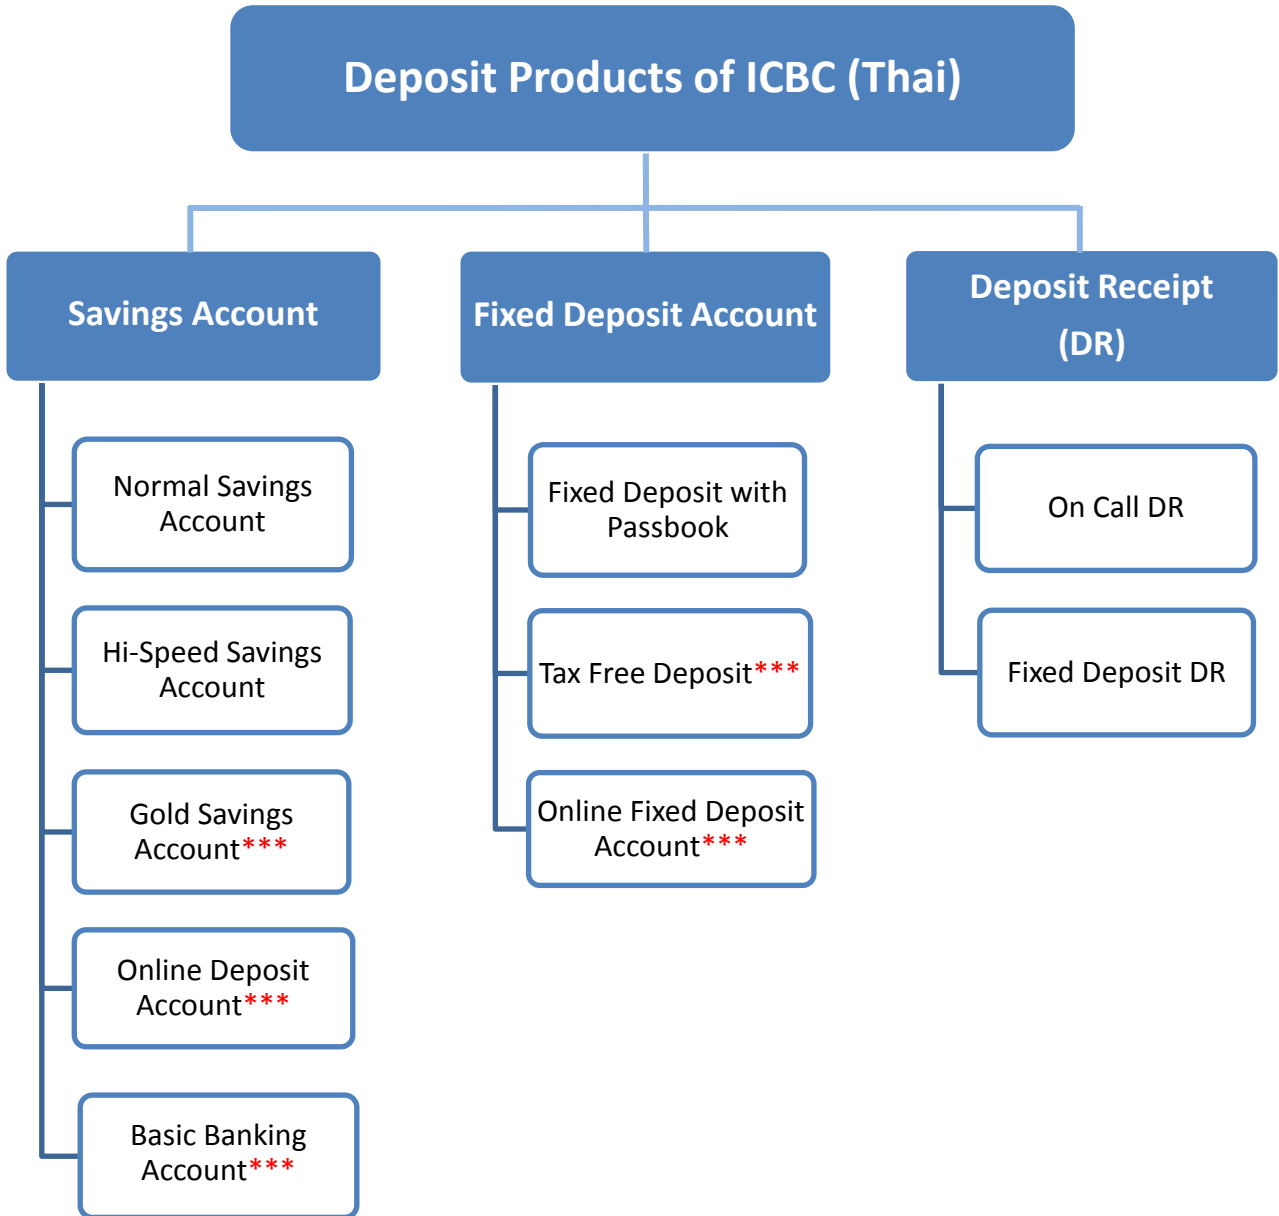 Deposit Products of ICBC (Thai)
Savings Account
Normal Savings
Account
Hi-Speed Savings
Account
Gold Savings
Account***
Online Deposit
Account***
Basic Banking
Account***
Fixed Deposit Account
Fixed Deposit with
Passbook
Tax Free Deposit***
Online Fixed Deposit
Account***
Deposit Receipt
(DR)
On Call DR
Fixed Deposit DR